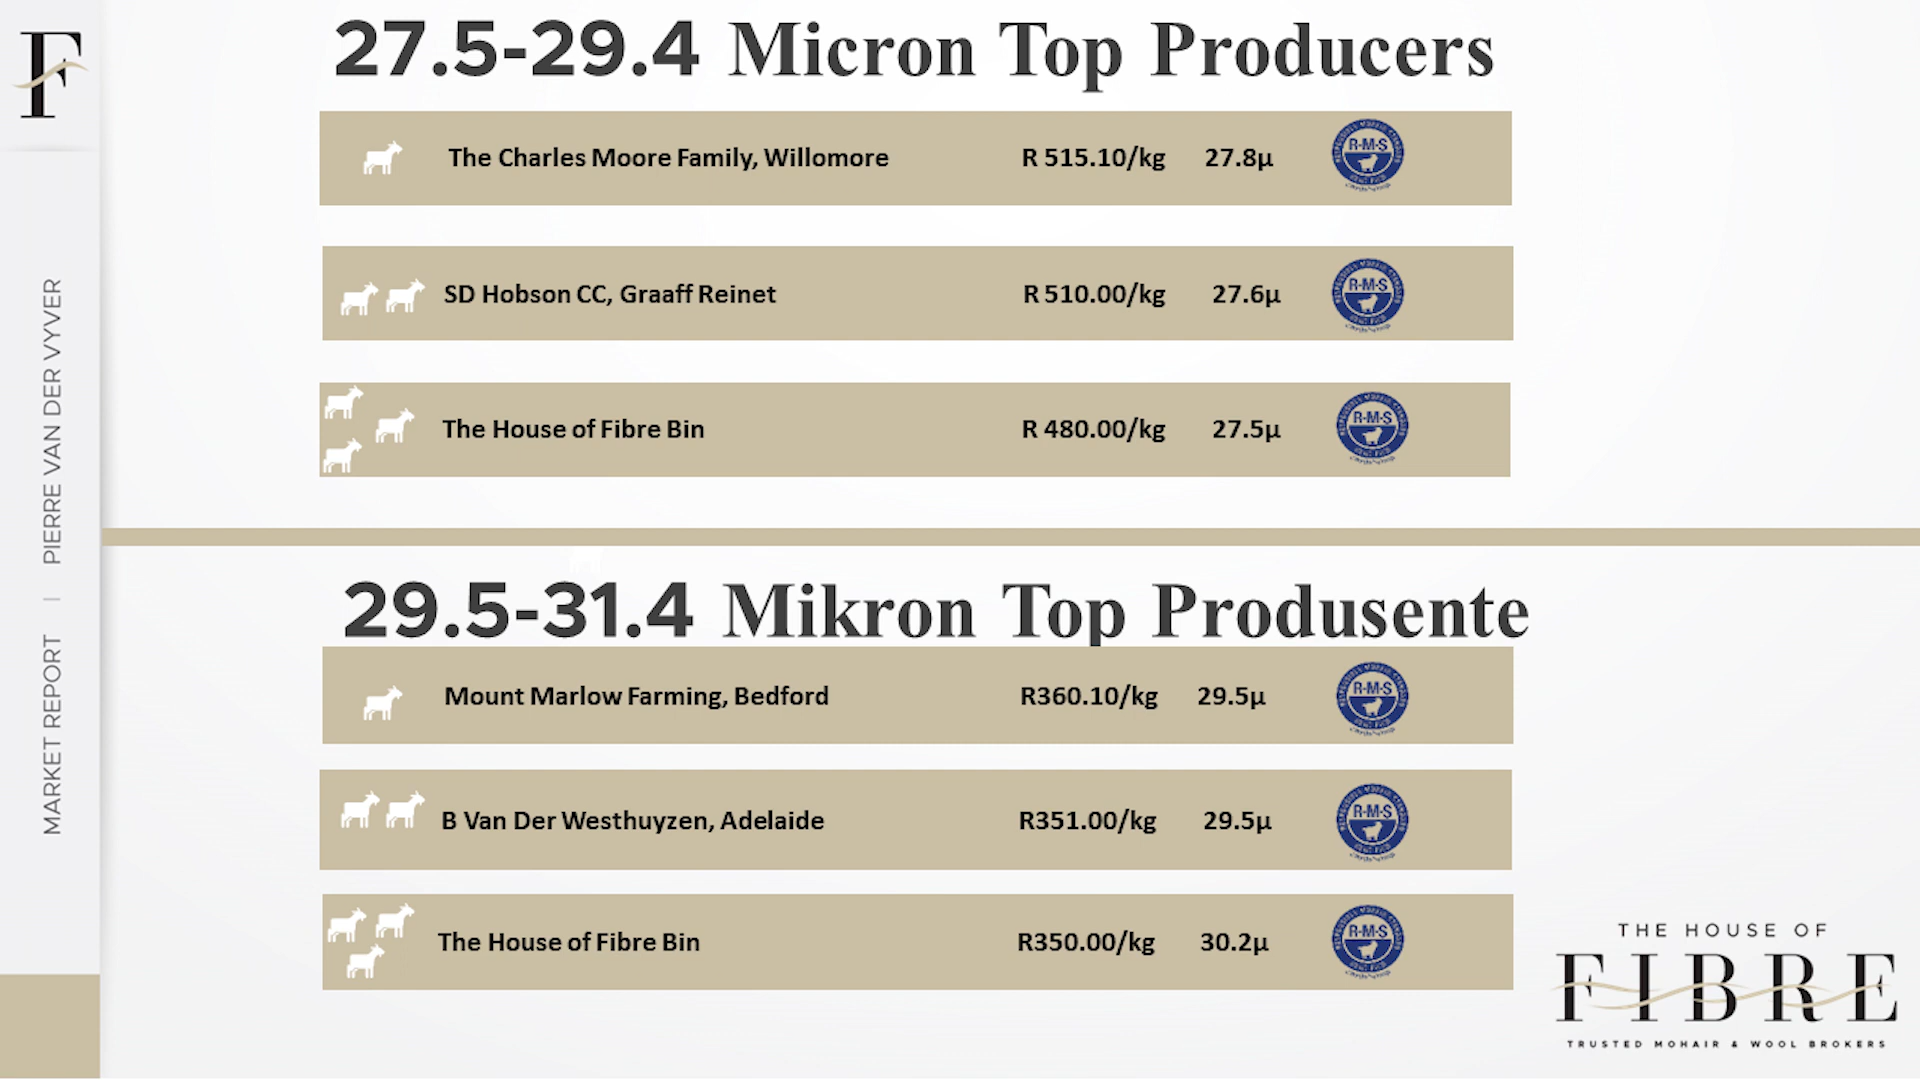 F
MARKET REPORT | PIERRE VAN DER VYVER
27.5-29.4 Micron Top Producers
The Charles Moore Family, Willomore R 515.10/kg 27.8µ R-M-S
SD Hobson CC, Graaff Reinet R 510.00/kg 27.6µ R-M-S
The House of Fibre Bin R 480.00/kg 27.5µ R-M-S
29.5-31.4 Mikron Top Produsente
Mount Marlow Farming, Bedford R360.10/kg 29.5µ R-M-S
B Van Der Westhuyzen, Adelaide R351.00/kg 29.5µ R-M-S
The House of Fibre Bin R350.00/kg 30.2µ R-M-S
THE HOUSE OF
FIBRE
TRUSTED MOHAIR & WOOL BROKERS